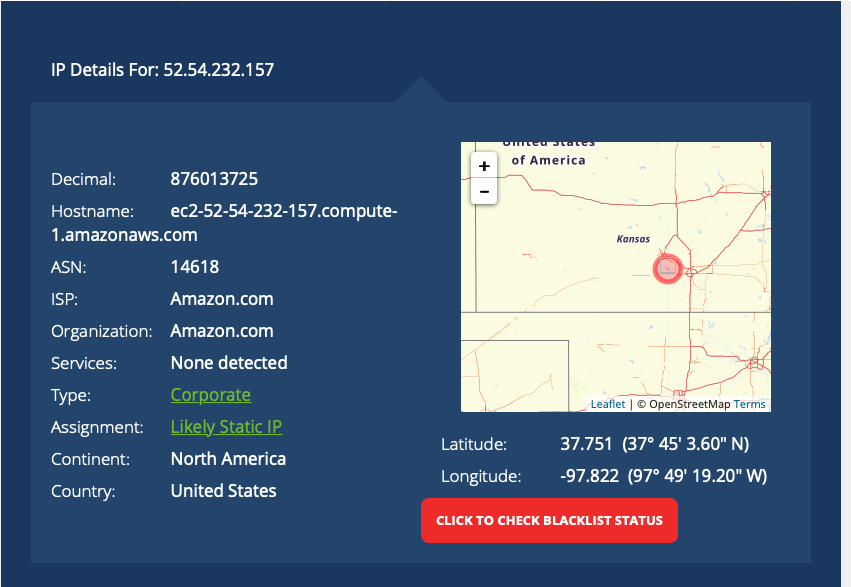 IP Details For: 52.54.232.157
Decimal: 876013725
Hostname: ec2-52-54-232-157.compute-
1.amazonaws.com
ASN: 14618
ISP: Amazon.com
Organization: Amazon.com
Services: None detected
Type: Corporate
Assignment: Likely Static IP
Continent: North America
Country: United States
United States
of America
+
−
Kansas
Leaflet | © OpenStreetMap Terms
Latitude: 37.751 (37° 45' 3.60" N)
Longitude: -97.822 (97° 49' 19.20" W)
CLICK TO CHECK BLACKLIST STATUS